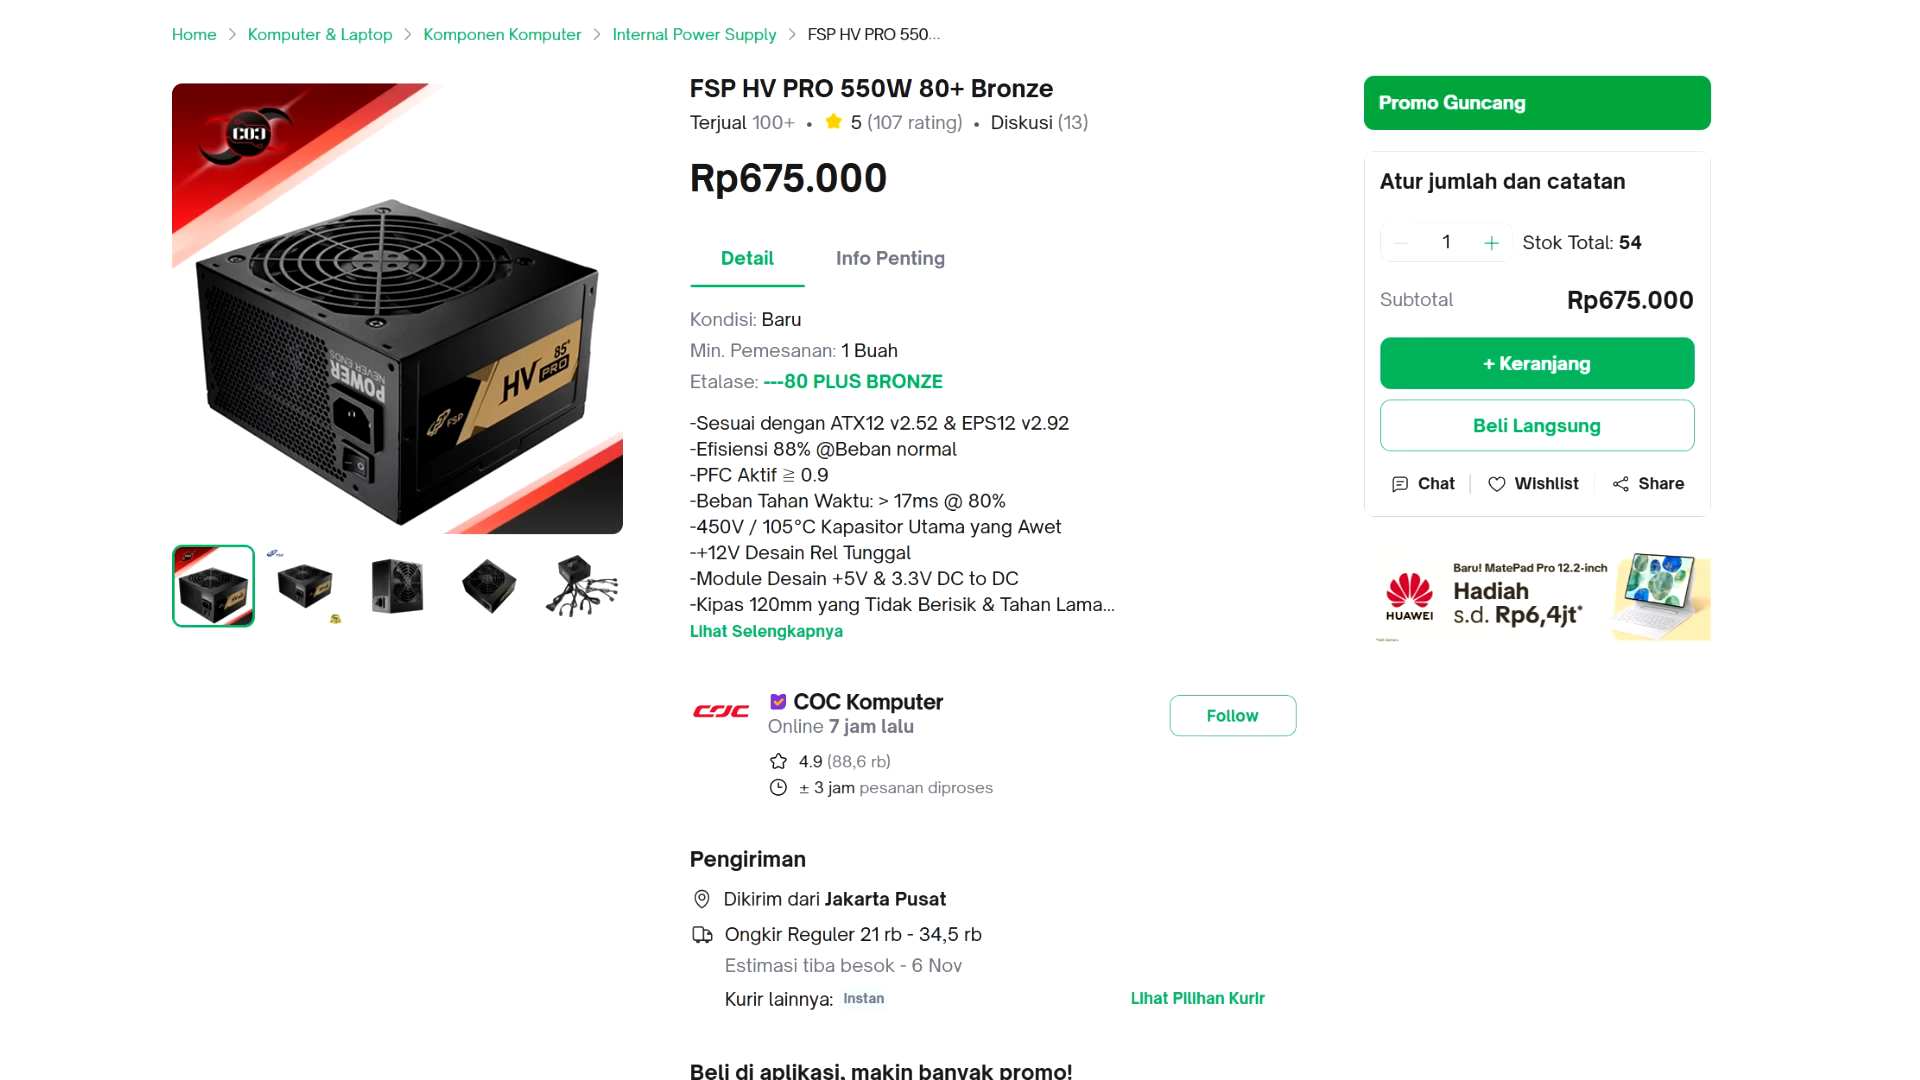 Home > Komputer & Laptop > Komponen Komputer > Internal Power Supply > FSP HV PRO 550...
FSP HV PRO 550W 80+ Bronze
Terjual 100+ • 5 (107 rating) • Diskusi (13)
Rp675.000
Detail Info Penting
Kondisi: Baru
Min. Pemesanan: 1 Buah
Etalase: ---80 PLUS BRONZE
-Sesuai dengan ATX12 v2.52 & EPS12 v2.92
-Efisiensi 88% @Beban normal
-PFC Aktif ≧ 0.9
-Beban Tahan Waktu: > 17ms @ 80%
-450V / 105°C Kapasitor Utama yang Awet
-+12V Desain Rel Tunggal
-Module Desain +5V & 3.3V DC to DC
-Kipas 120mm yang Tidak Berisik & Tahan Lama...
Lihat Selengkapnya
COC
POWER
NEVER ENDS
HV PRO 85+
FSP
COC
COC Komputer
Online 7 jam lalu
4.9 (88,6 rb)
± 3 jam pesanan diproses
Follow
Pengiriman
Dikirim dari Jakarta Pusat
Ongkir Reguler 21 rb - 34,5 rb
Estimasi tiba besok - 6 Nov
Kurir lainnya: Instan
Lihat Pilihan Kurir
Beli di aplikasi, makin banyak promo!
Promo Guncang
Atur jumlah dan catatan
1 + Stok Total: 54
Subtotal Rp675.000
+ Keranjang
Beli Langsung
Chat Wishlist Share
HUAWEI
Baru! MatePad Pro 12.2-inch
Hadiah
s.d. Rp6,4jt*